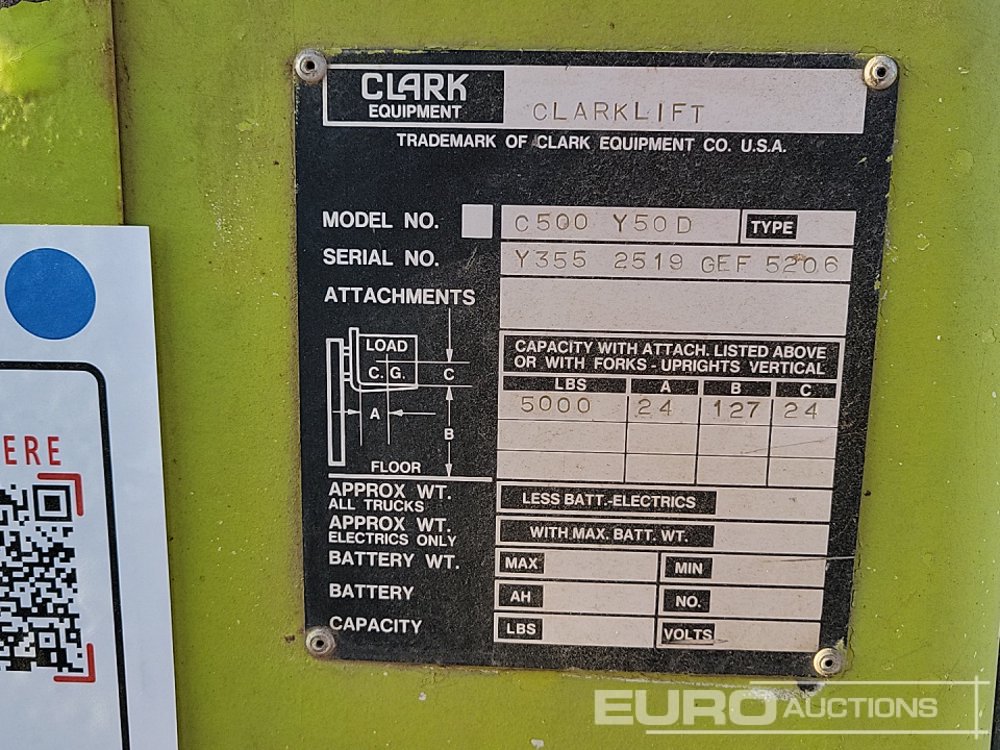 CLARK
EQUIPMENT
CLARKLIFT
TRADEMARK OF CLARK EQUIPMENT CO. U.S.A.
MODEL NO. C500 Y50D TYPE
SERIAL NO. Y355 2519 GEF 5206
ATTACHMENTS
LOAD
C. G.
C
A
B
FLOOR
CAPACITY WITH ATTACH. LISTED ABOVE
OR WITH FORKS - UPRIGHTS VERTICAL
LBS A B C
5000 24 127 24
APPROX WT.
ALL TRUCKS
LESS BATT.-ELECTRICS
APPROX WT.
ELECTRICS ONLY
WITH MAX. BATT. WT.
BATTERY WT. MAX MIN
BATTERY AH NO.
CAPACITY LBS VOLTS
ERE
EURO AUCTIONS